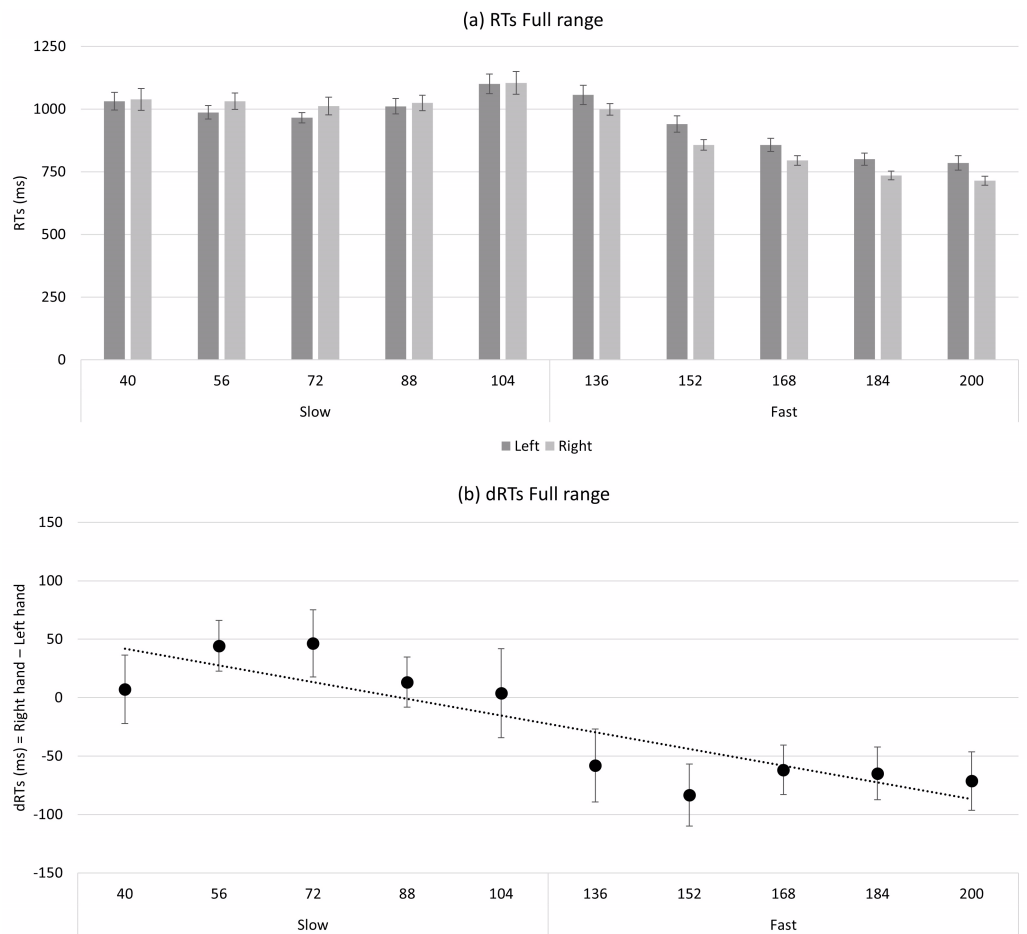 (a) RTs Full range
1250
1000
750
500
250
0
RTs (ms)
40 56 72 88 104 136 152 168 184 200
Slow Fast
Left Right
(b) dRTs Full range
150
100
50
0
-50
-100
-150
dRTs (ms) = Right hand – Left hand
40 56 72 88 104 136 152 168 184 200
Slow Fast